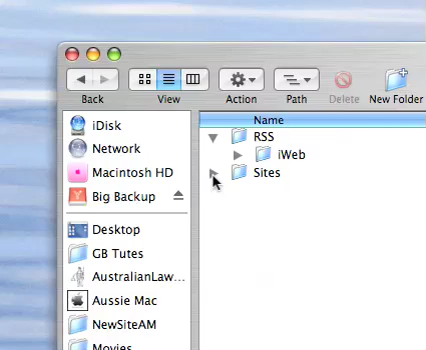 Back
View
Action
Path
Delete
New Folder
Name
iDisk
Network
Macintosh HD
Big Backup
Desktop
GB Tutes
AustralianLaw...
Aussie Mac
NewSiteAM
Movies
RSS
iWeb
Sites